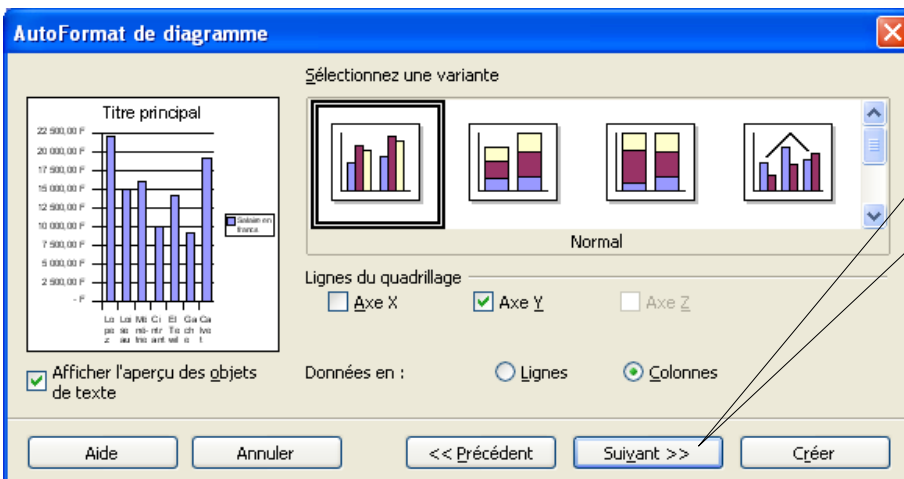 AutoFormat de diagramme
Sélectionnez une variante
Titre principal
22 500,00 F
20 000,00 F
17 500,00 F
15 000,00 F
12 500,00 F
10 000,00 F
7 500,00 F
5 000,00 F
2 500,00 F
- F
Salaire en
francs
Normal
Lignes du quadrillage
Axe X
Axe Y
Axe Z
Afficher l'aperçu des objets
de texte
Données en :
Lignes
Colonnes
Aide
Annuler
<< Précédent
Suivant >>
Créer